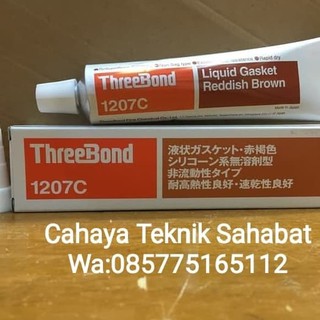 ThreeBond
1207C
Liquid Gasket
Reddish Brown
ThreeBond
1207C
液状ガスケット・赤褐色
シリコーン系無溶剤型
非流動性タイプ
耐高熱性良好・速乾性良好
Cahaya Teknik Sahabat
Wa:085775165112